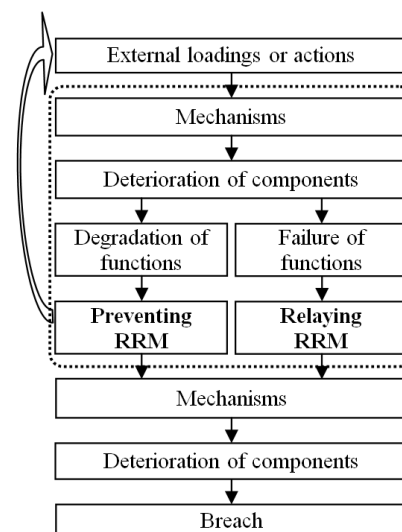 External loadings or actions
Mechanisms
Deterioration of components
Degradation of
functions
Failure of
functions
Preventing
RRM
Relaying
RRM
Mechanisms
Deterioration of components
Breach